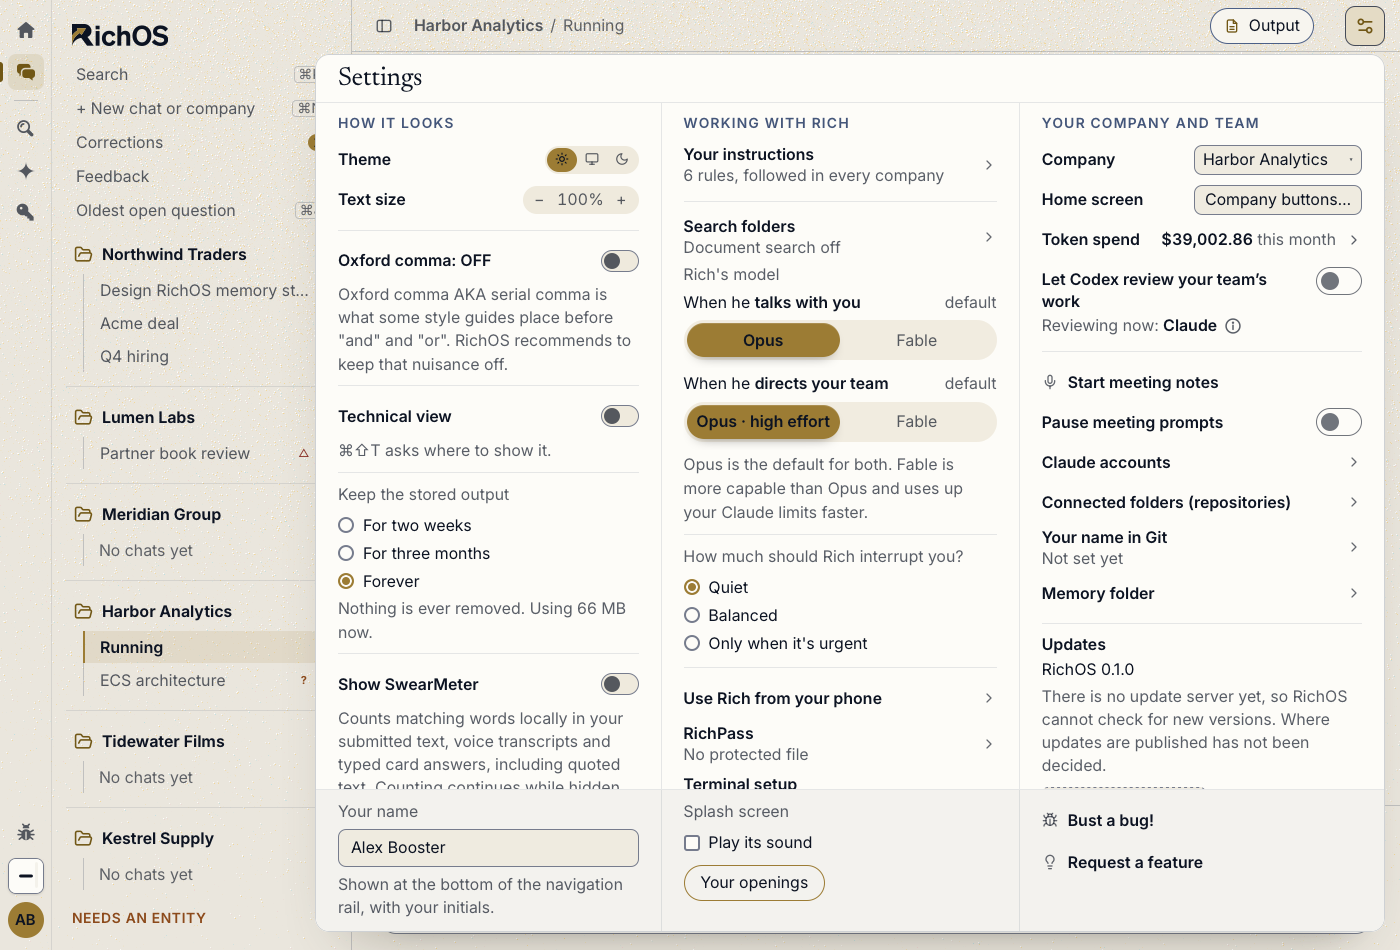 RichOS
Search
+ New chat or company
Corrections
Feedback
Oldest open question
Northwind Traders
Design RichOS memory st...
Acme deal
Q4 hiring
Lumen Labs
Partner book review
Meridian Group
No chats yet
Harbor Analytics
Running
ECS architecture ?
Tidewater Films
No chats yet
Kestrel Supply
No chats yet
NEEDS AN ENTITY
AB
Harbor Analytics / Running
Output
Settings
HOW IT LOOKS
Theme
Text size − 100% +
Oxford comma: OFF
Oxford comma AKA serial comma is
what some style guides place before
"and" and "or". RichOS recommends to
keep that nuisance off.
Technical view
⌘⇧T asks where to show it.
Keep the stored output
For two weeks
For three months
Forever
Nothing is ever removed. Using 66 MB
now.
Show SwearMeter
Counts matching words locally in your
submitted text, voice transcripts and
typed card answers, including quoted
text. Counting continues while hidden
Your name
Alex Booster
Shown at the bottom of the navigation
rail, with your initials.
WORKING WITH RICH
Your instructions
6 rules, followed in every company
Search folders
Document search off
Rich's model
When he talks with you default
Opus Fable
When he directs your team default
Opus · high effort Fable
Opus is the default for both. Fable is
more capable than Opus and uses up
your Claude limits faster.
How much should Rich interrupt you?
Quiet
Balanced
Only when it's urgent
Use Rich from your phone
RichPass
No protected file
Terminal setup
Splash screen
Play its sound
Your openings
YOUR COMPANY AND TEAM
Company Harbor Analytics
Home screen Company buttons...
Token spend $39,002.86 this month
Let Codex review your team’s
work
Reviewing now: Claude
Start meeting notes
Pause meeting prompts
Claude accounts
Connected folders (repositories)
Your name in Git
Not set yet
Memory folder
Updates
RichOS 0.1.0
There is no update server yet, so RichOS
cannot check for new versions. Where
updates are published has not been
decided.
Bust a bug!
Request a feature